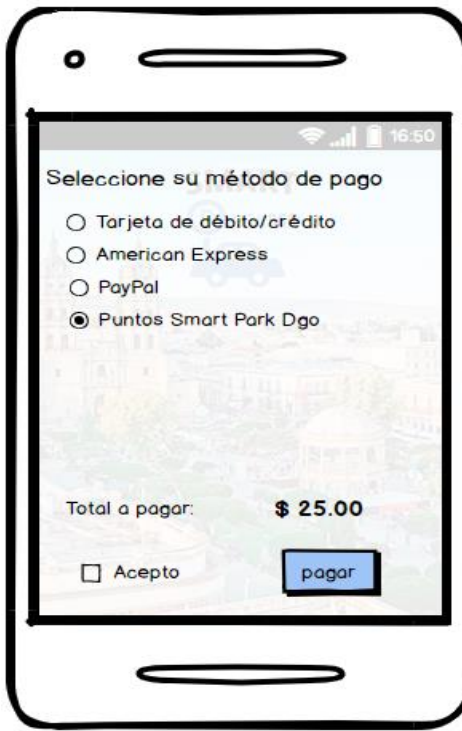 16:50
SMART
Seleccione su método de pago
Tarjeta de débito/crédito
American Express
PayPal
Puntos Smart Park Dgo
Total a pagar:
$ 25.00
Acepto
pagar